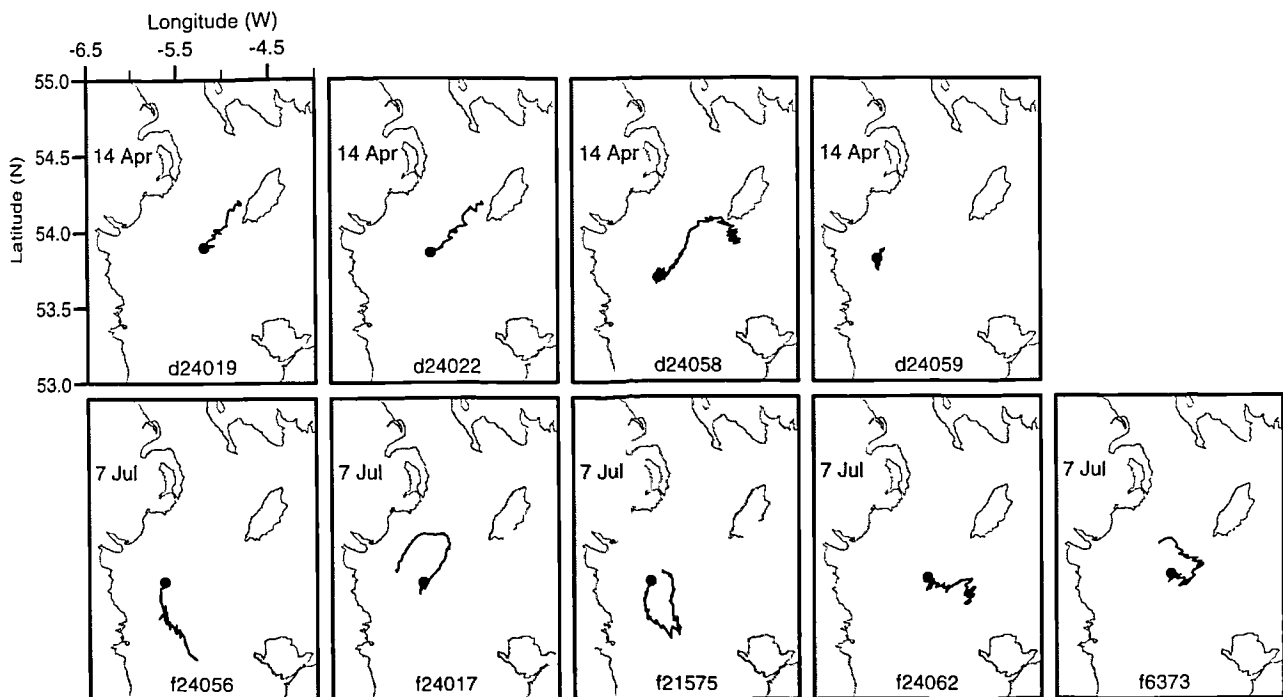 Longitude (W)
-6.5 -5.5 -4.5
Latitude (N)
55.0
54.5
54.0
53.5
53.0
14 Apr
14 Apr
14 Apr
14 Apr
d24019
d24022
d24058
d24059
7 Jul
7 Jul
7 Jul
7 Jul
7 Jul
f24056
f24017
f21575
f24062
f6373